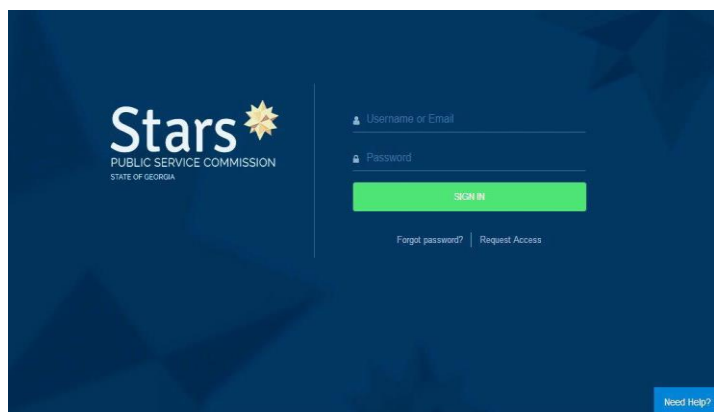 Stars
PUBLIC SERVICE COMMISSION
STATE OF GEORGIA
Username or Email
Password
SIGN IN
Forgot password? Request Access
Need Help?